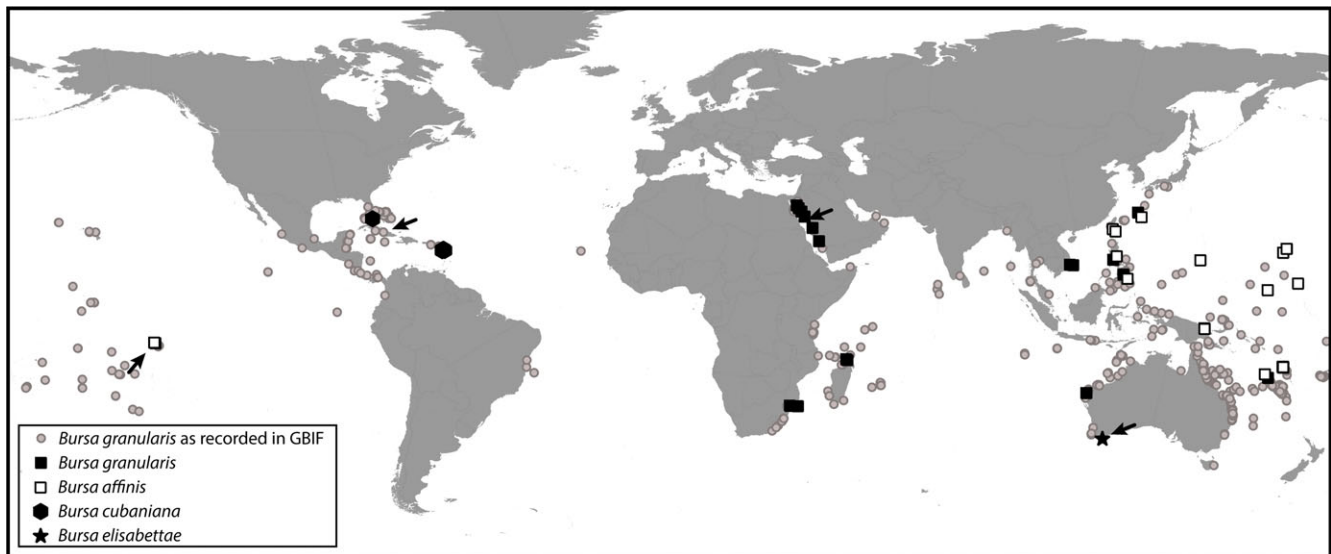 Bursa granularis as recorded in GBIF
Bursa granularis
Bursa affinis
Bursa cubaniana
Bursa elisabettae